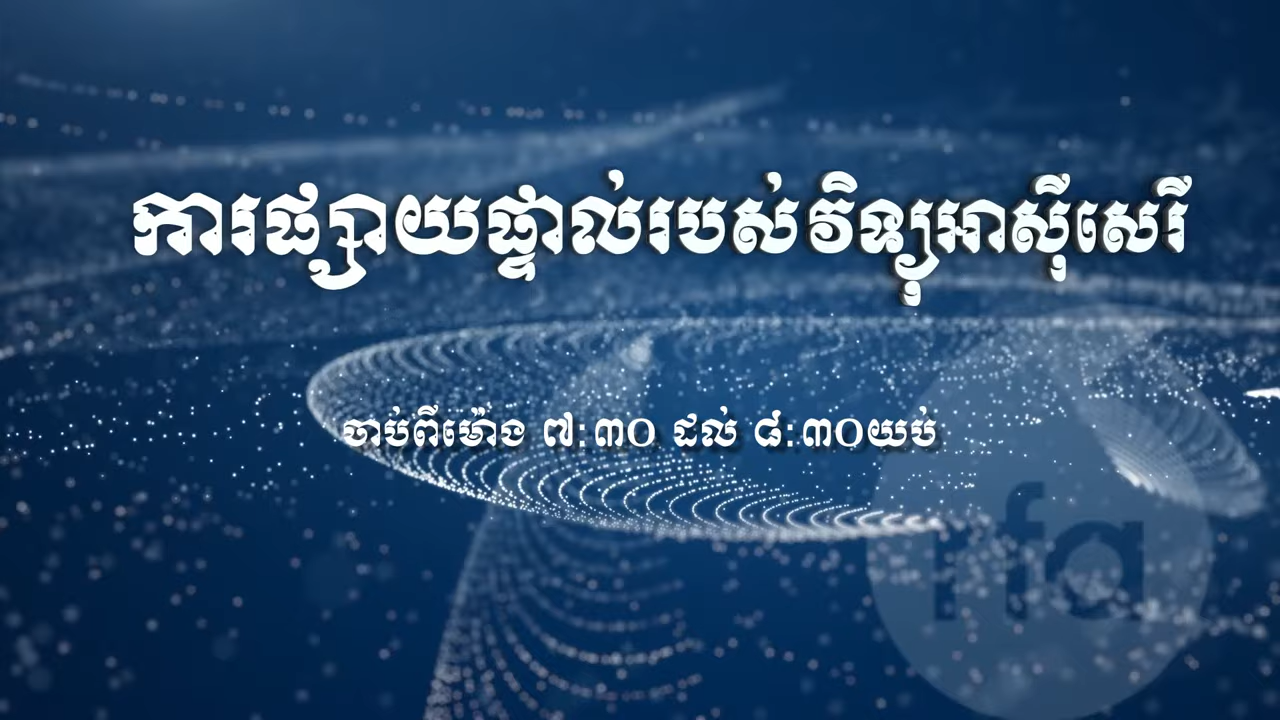 ការផ្សាយផ្ទាល់របស់វិទ្យុអាស៊ីសេរី
ចាប់ពីម៉ោង ៧:៣០ ដល់ ៨:៣០យប់
rfa